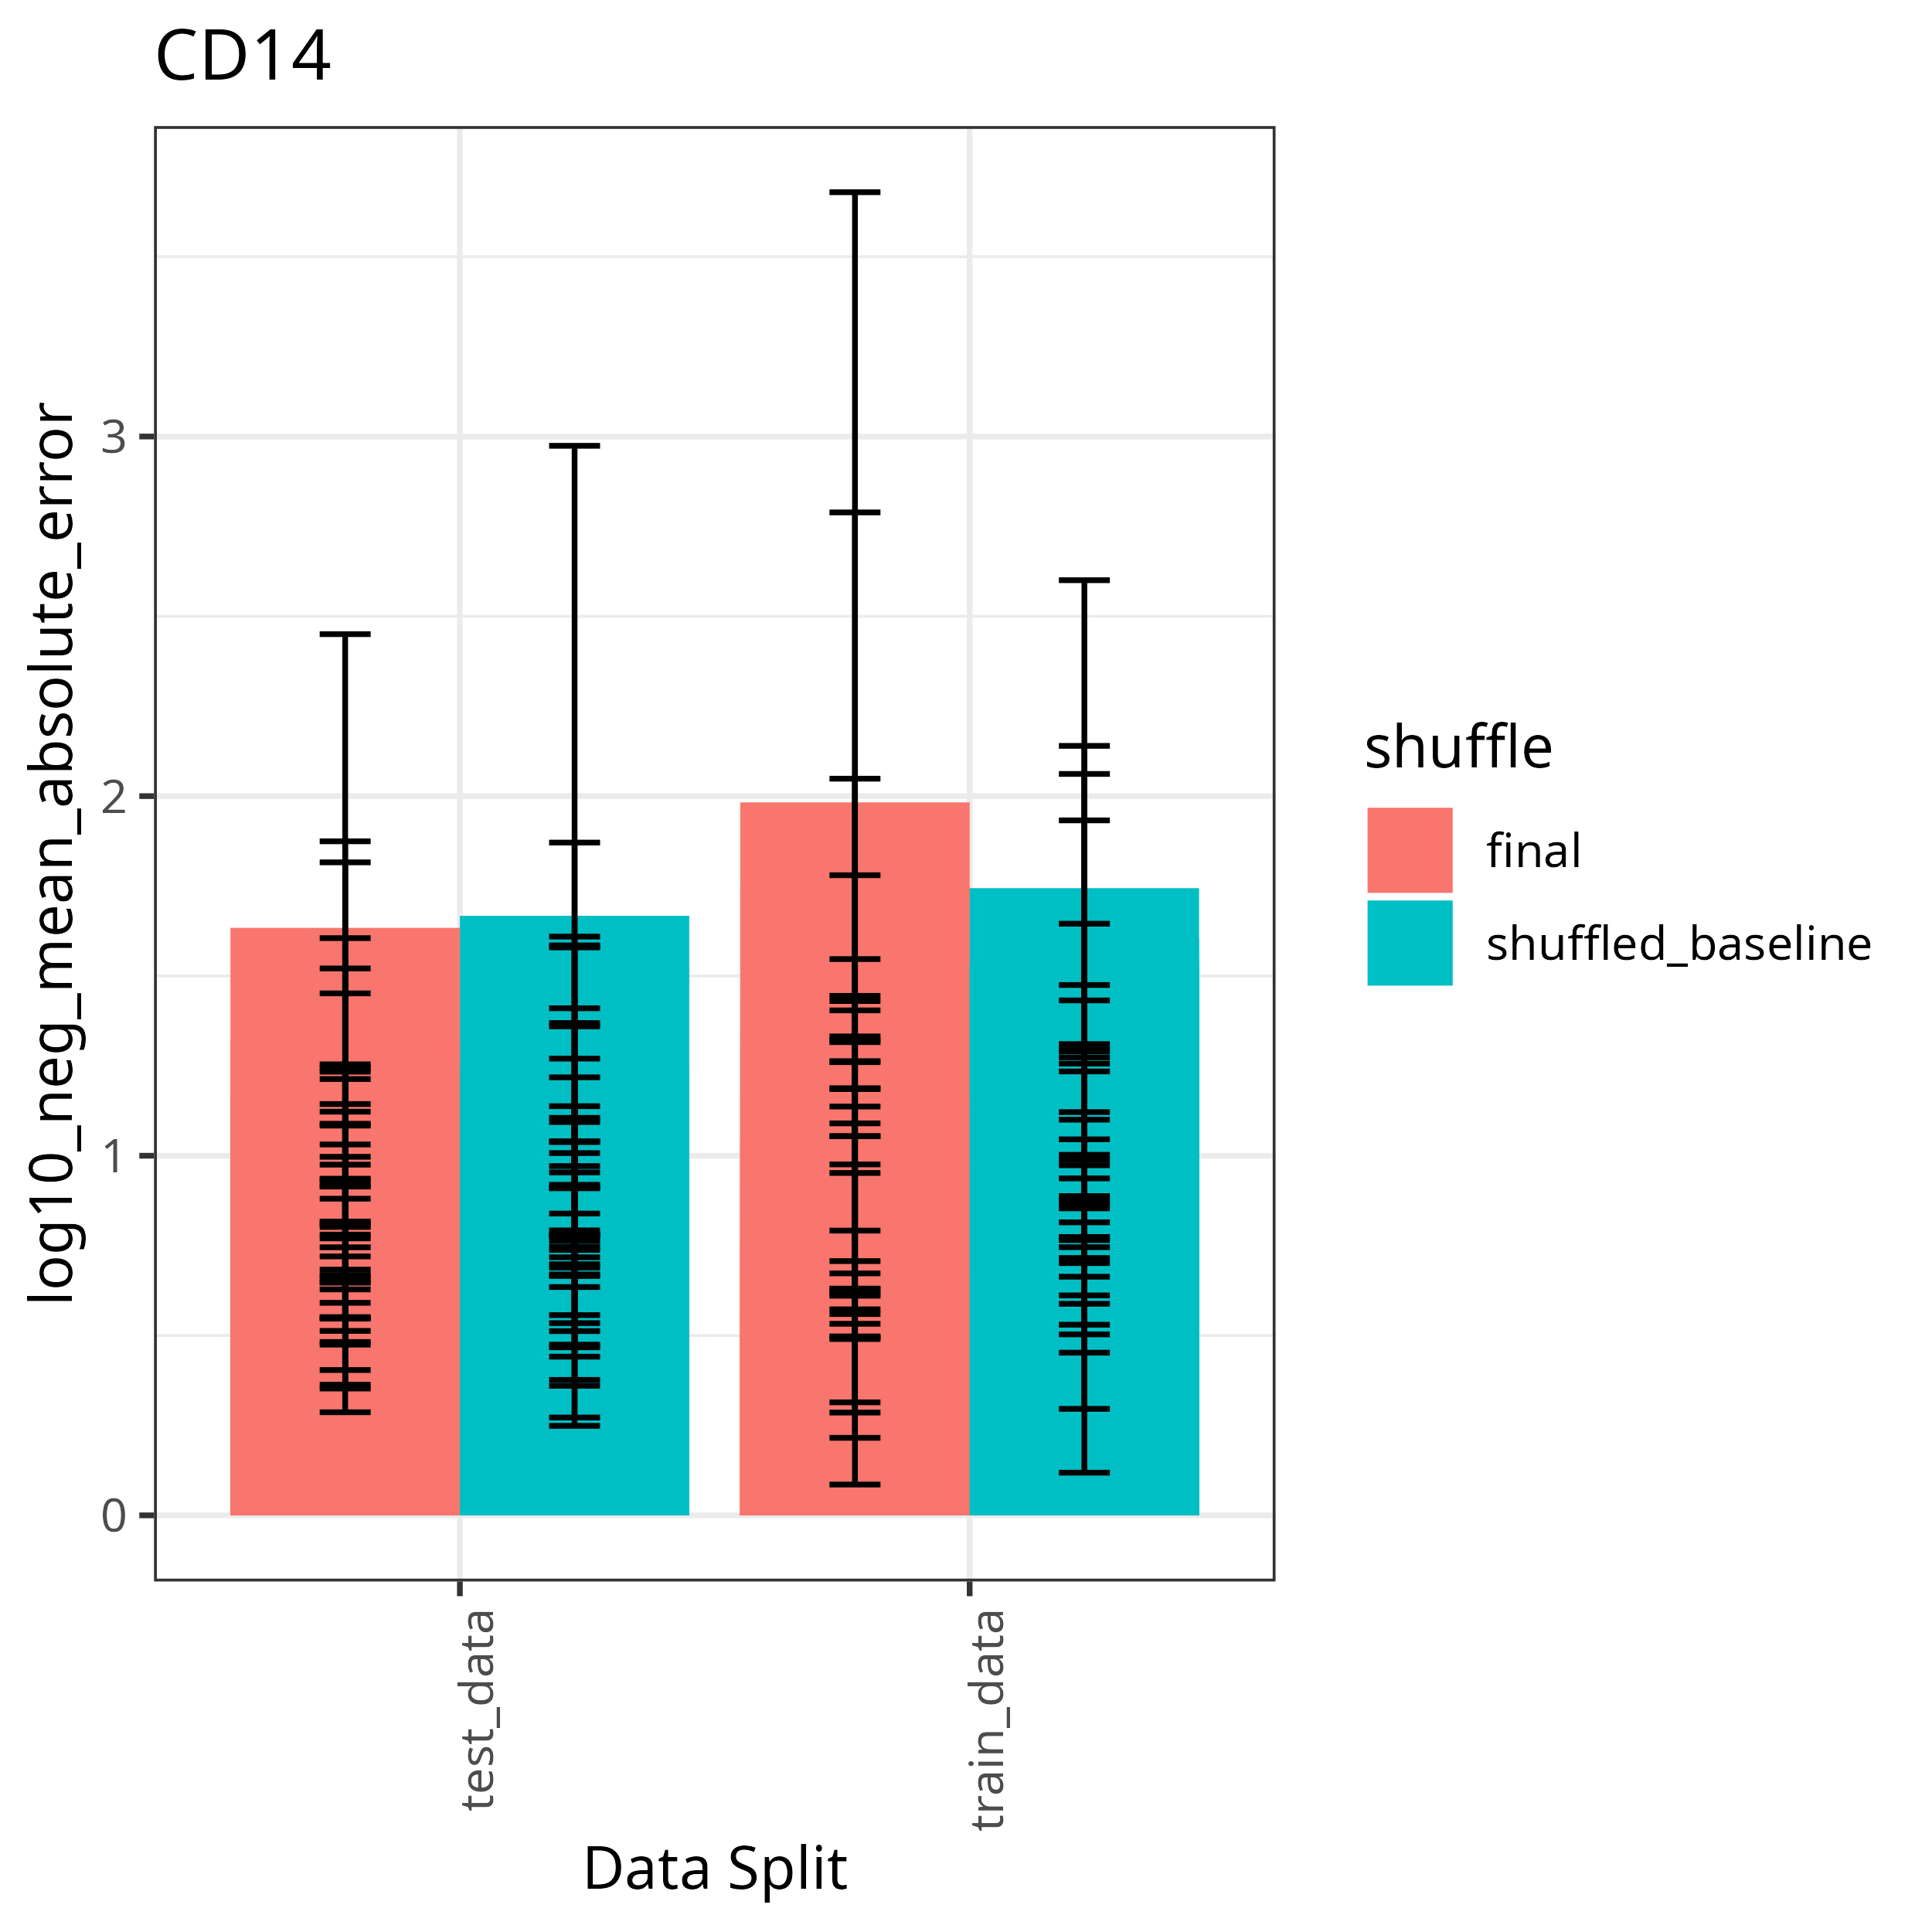 CD14
log10_neg_mean_absolute_error
3
2
1
0
test_data
train_data
Data Split
shuffle
final
shuffled_baseline